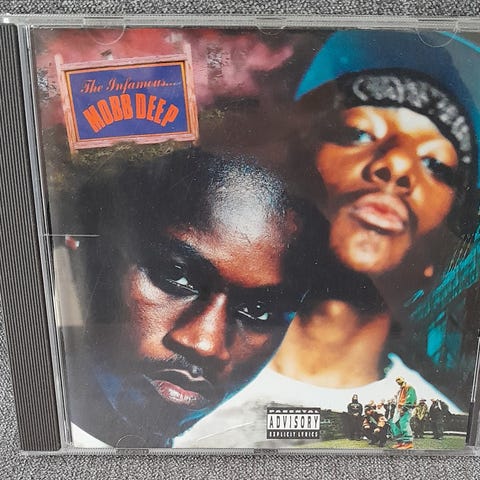 The Infamous....
MOBB DEEP
PARENTAL
ADVISORY
EXPLICIT LYRICS